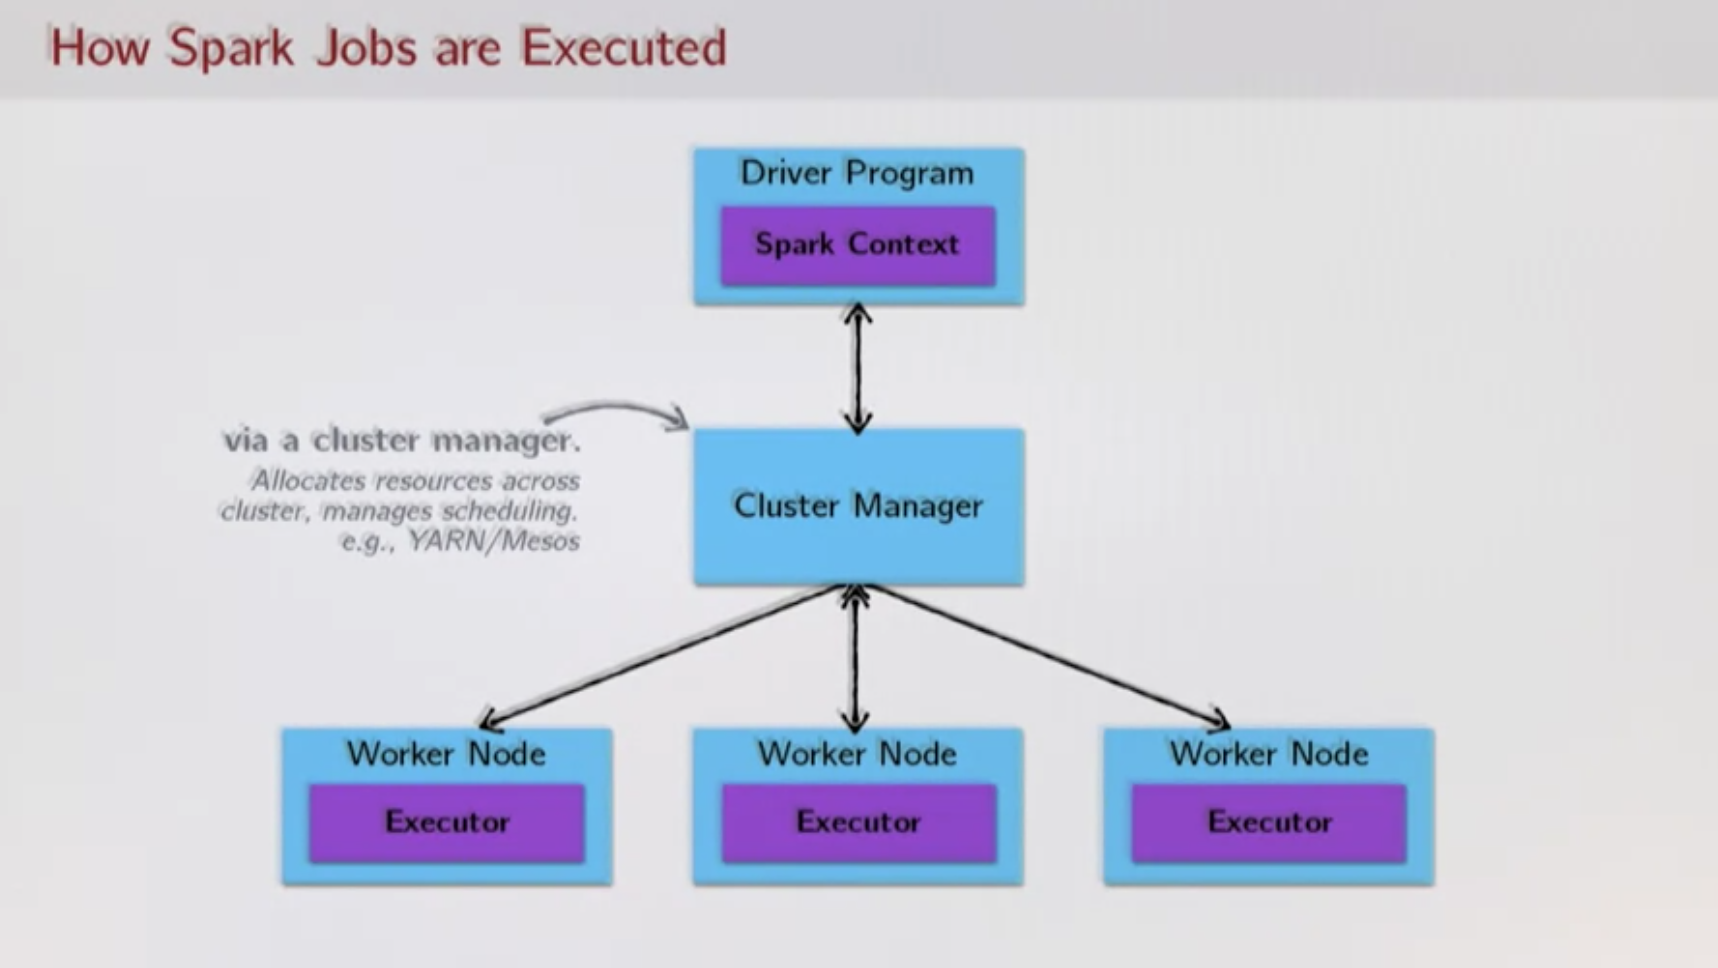 How Spark Jobs are Executed
Driver Program
Spark Context
via a cluster manager.
Allocates resources across
cluster, manages scheduling.
e.g., YARN/Mesos
Cluster Manager
Worker Node
Executor
Worker Node
Executor
Worker Node
Executor